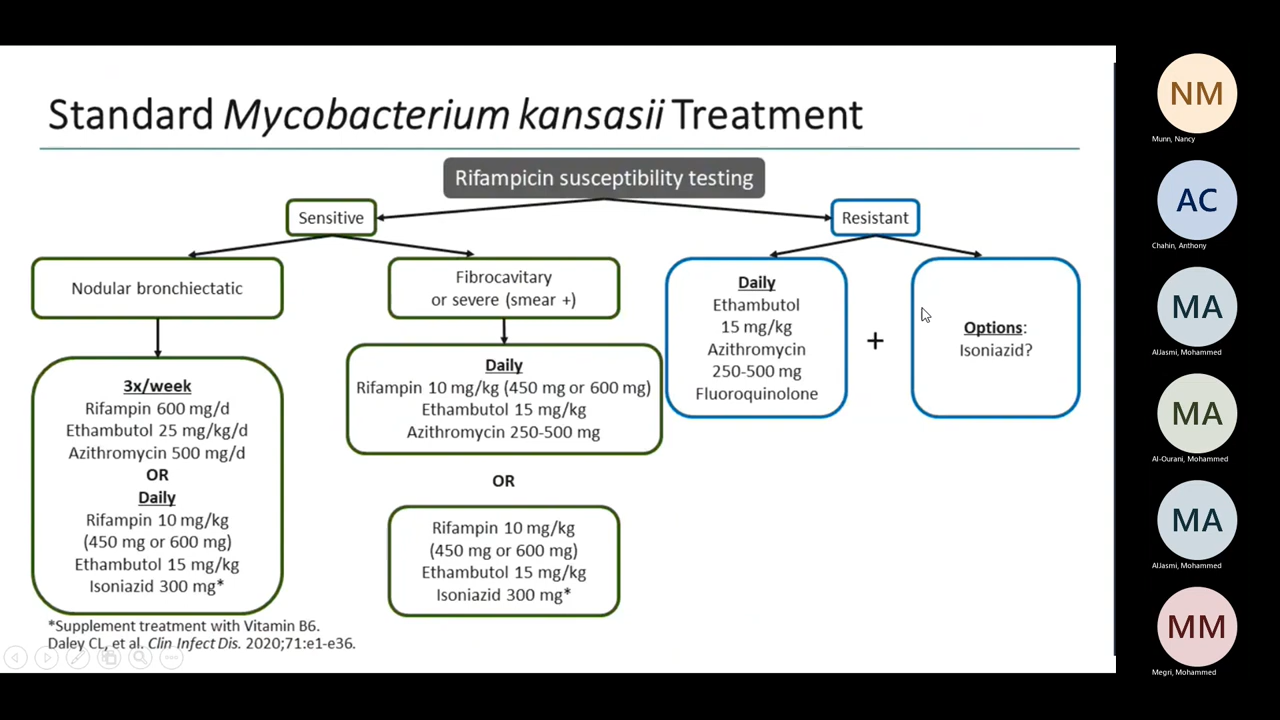 Standard Mycobacterium kansasii Treatment
Rifampicin susceptibility testing
Sensitive
Resistant
Nodular bronchiectatic
Fibrocavitary
or severe (smear +)
3x/week
Rifampin 600 mg/d
Ethambutol 25 mg/kg/d
Azithromycin 500 mg/d
OR
Daily
Rifampin 10 mg/kg
(450 mg or 600 mg)
Ethambutol 15 mg/kg
Isoniazid 300 mg*
Daily
Rifampin 10 mg/kg (450 mg or 600 mg)
Ethambutol 15 mg/kg
Azithromycin 250-500 mg
OR
Rifampin 10 mg/kg
(450 mg or 600 mg)
Ethambutol 15 mg/kg
Isoniazid 300 mg*
Daily
Ethambutol
15 mg/kg
Azithromycin
250-500 mg
Fluoroquinolone
+
Options:
Isoniazid?
*Supplement treatment with Vitamin B6.
Daley CL, et al. Clin Infect Dis. 2020;71:e1-e36.
NM
Munn, Nancy
AC
Chahin, Anthony
MA
AlJasmi, Mohammed
MA
Al-Ourani, Mohammed
MA
AlJasmi, Mohammed
MM
Megri, Mohammed